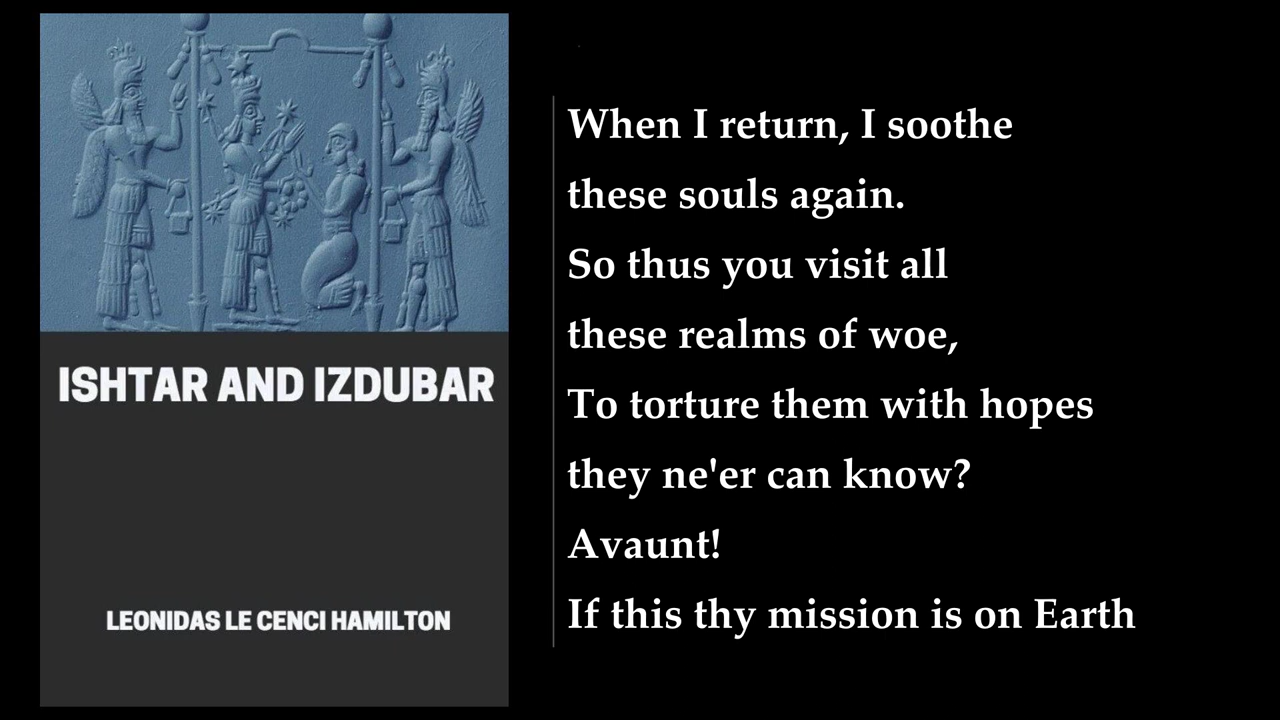 ISHTAR AND IZDUBAR
LEONIDAS LE CENCI HAMILTON
When I return, I soothe
these souls again.
So thus you visit all
these realms of woe,
To torture them with hopes
they ne'er can know?
Avaunt!
If this thy mission is on Earth